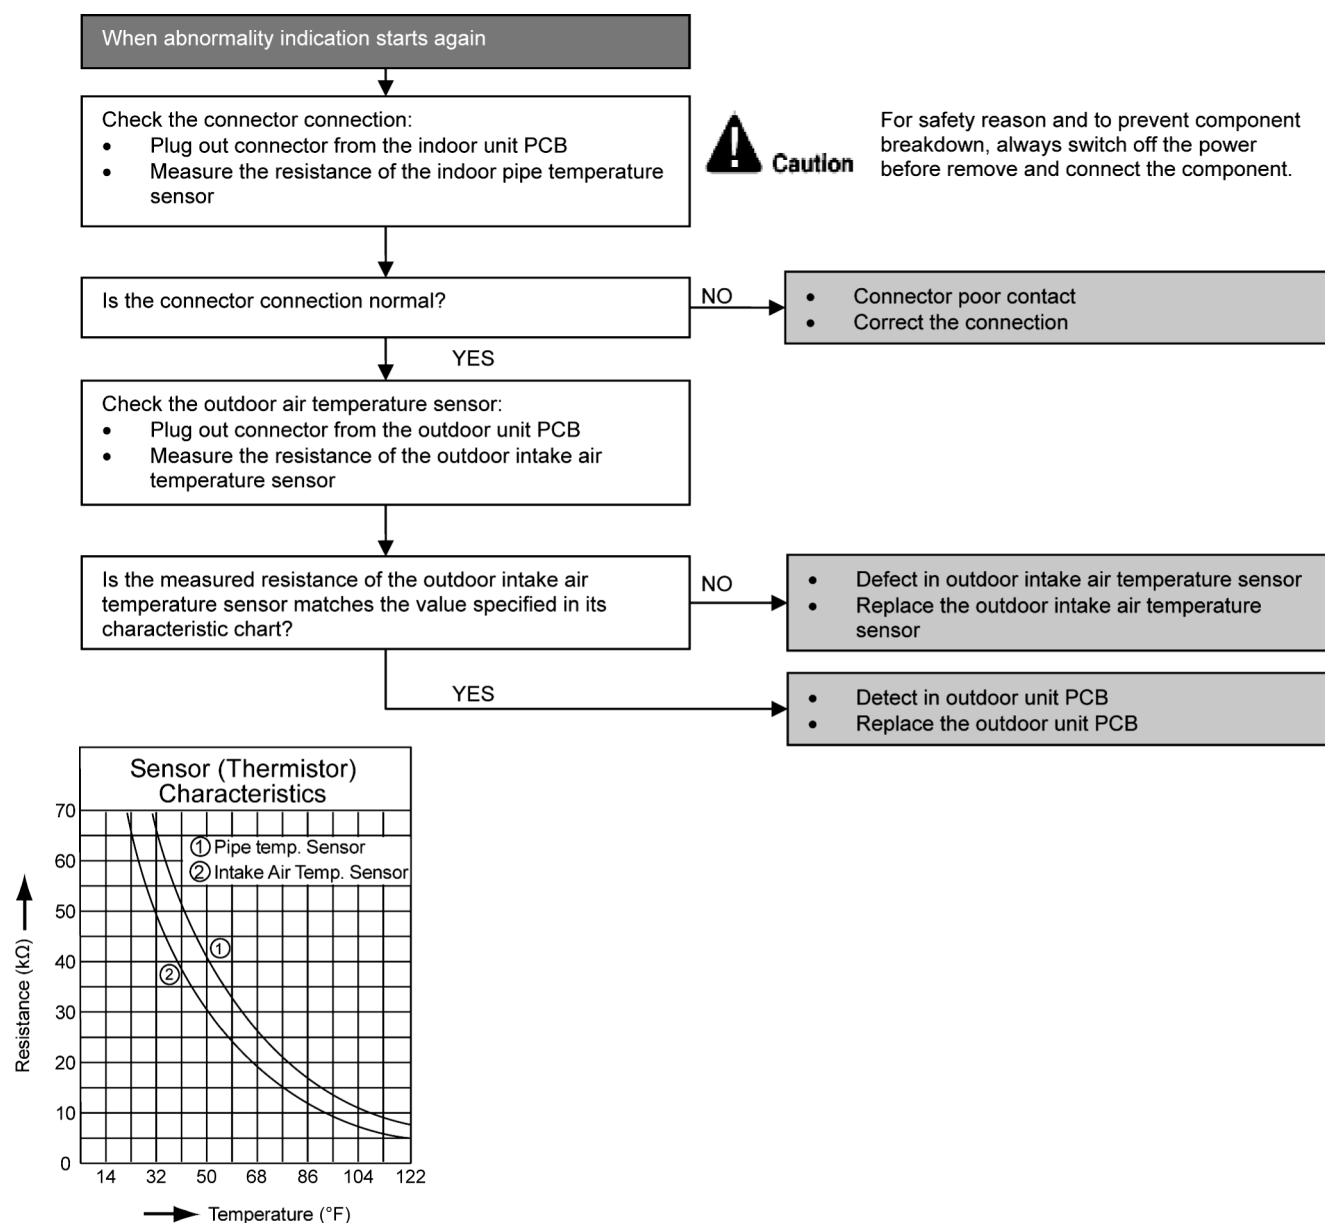 When abnormality indication starts again
Check the connector connection:
• Plug out connector from the indoor unit PCB
• Measure the resistance of the indoor pipe temperature
sensor
Caution
For safety reason and to prevent component
breakdown, always switch off the power
before remove and connect the component.
Is the connector connection normal?
NO
• Connector poor contact
• Correct the connection
YES
Check the outdoor air temperature sensor:
• Plug out connector from the outdoor unit PCB
• Measure the resistance of the outdoor intake air
temperature sensor
Is the measured resistance of the outdoor intake air
temperature sensor matches the value specified in its
characteristic chart?
NO
• Defect in outdoor intake air temperature sensor
• Replace the outdoor intake air temperature
sensor
YES
• Detect in outdoor unit PCB
• Replace the outdoor unit PCB
Sensor (Thermistor)
Characteristics
① Pipe temp. Sensor
② Intake Air Temp. Sensor
①
②
70
60
50
40
30
20
10
0
Resistance (kΩ)
14 32 50 68 86 104 122
Temperature (°F)